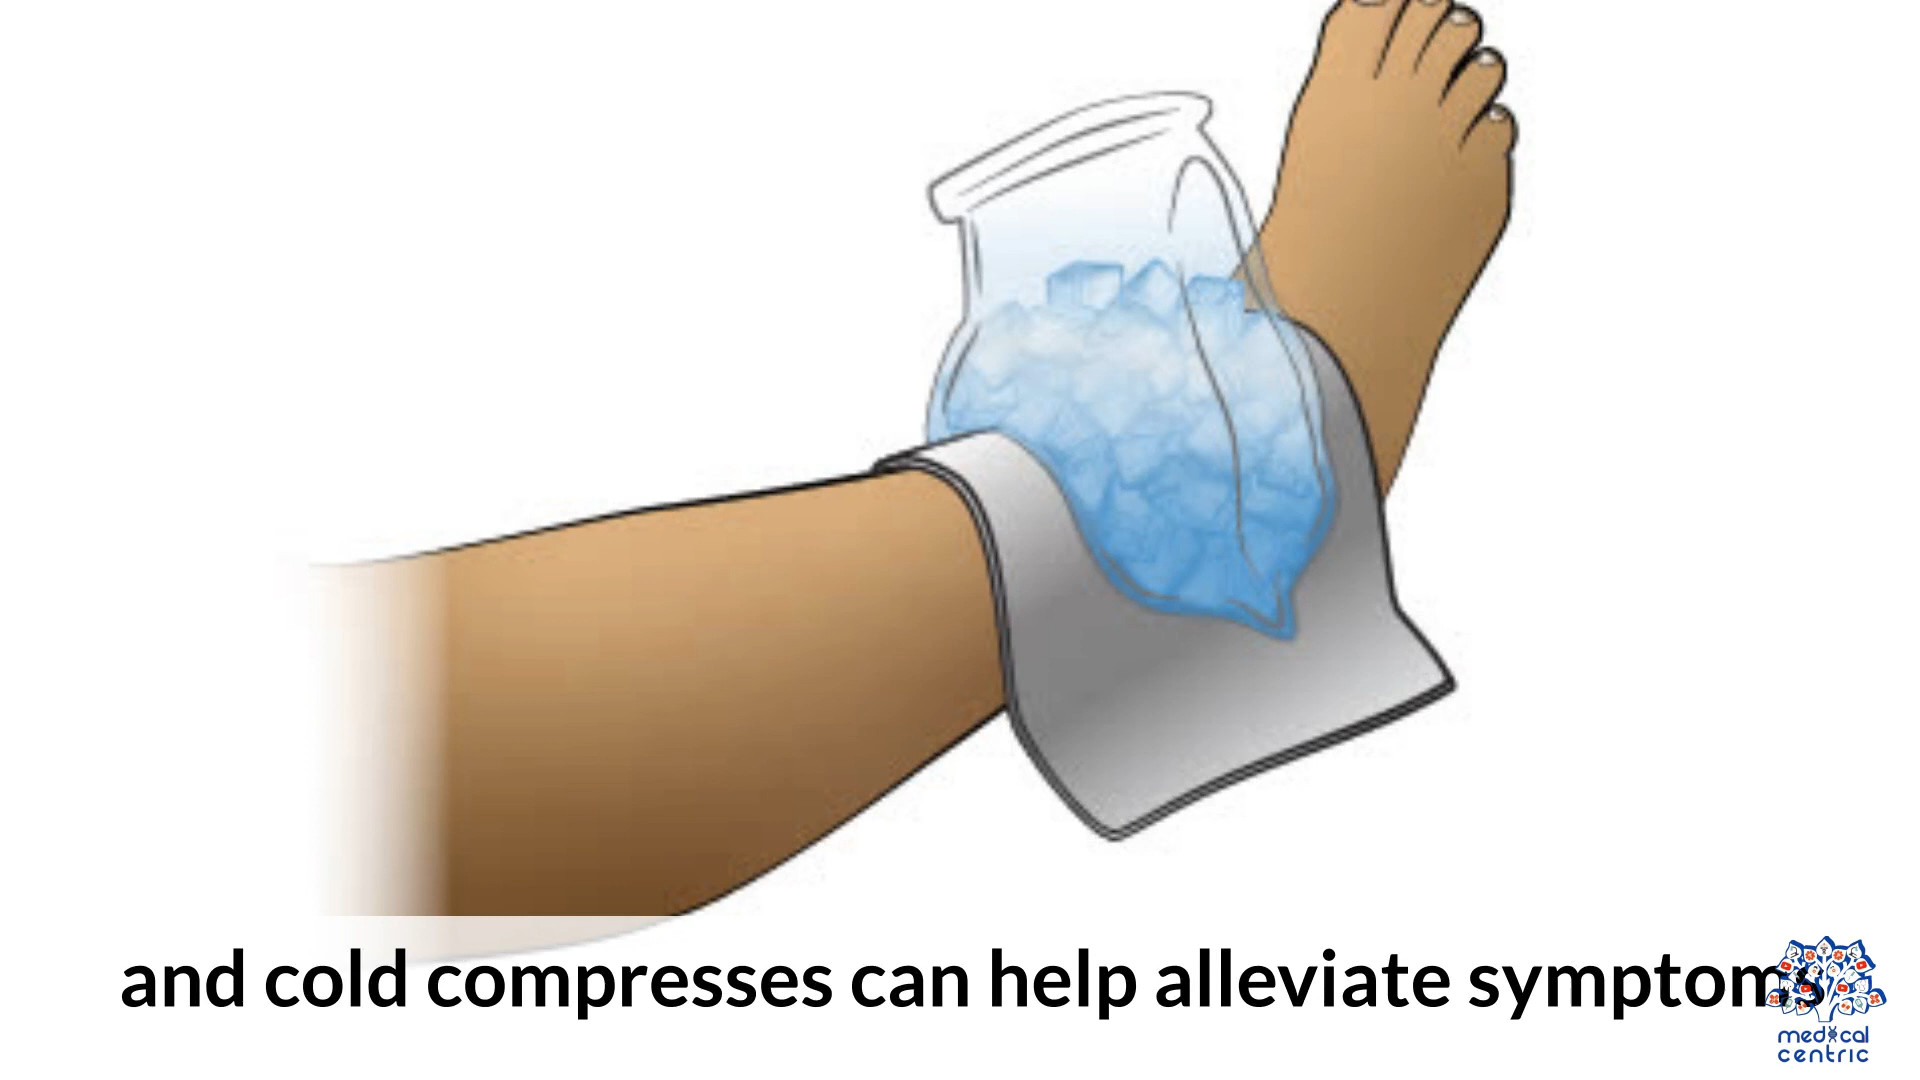 and cold compresses can help alleviate symptoms
medical
centric